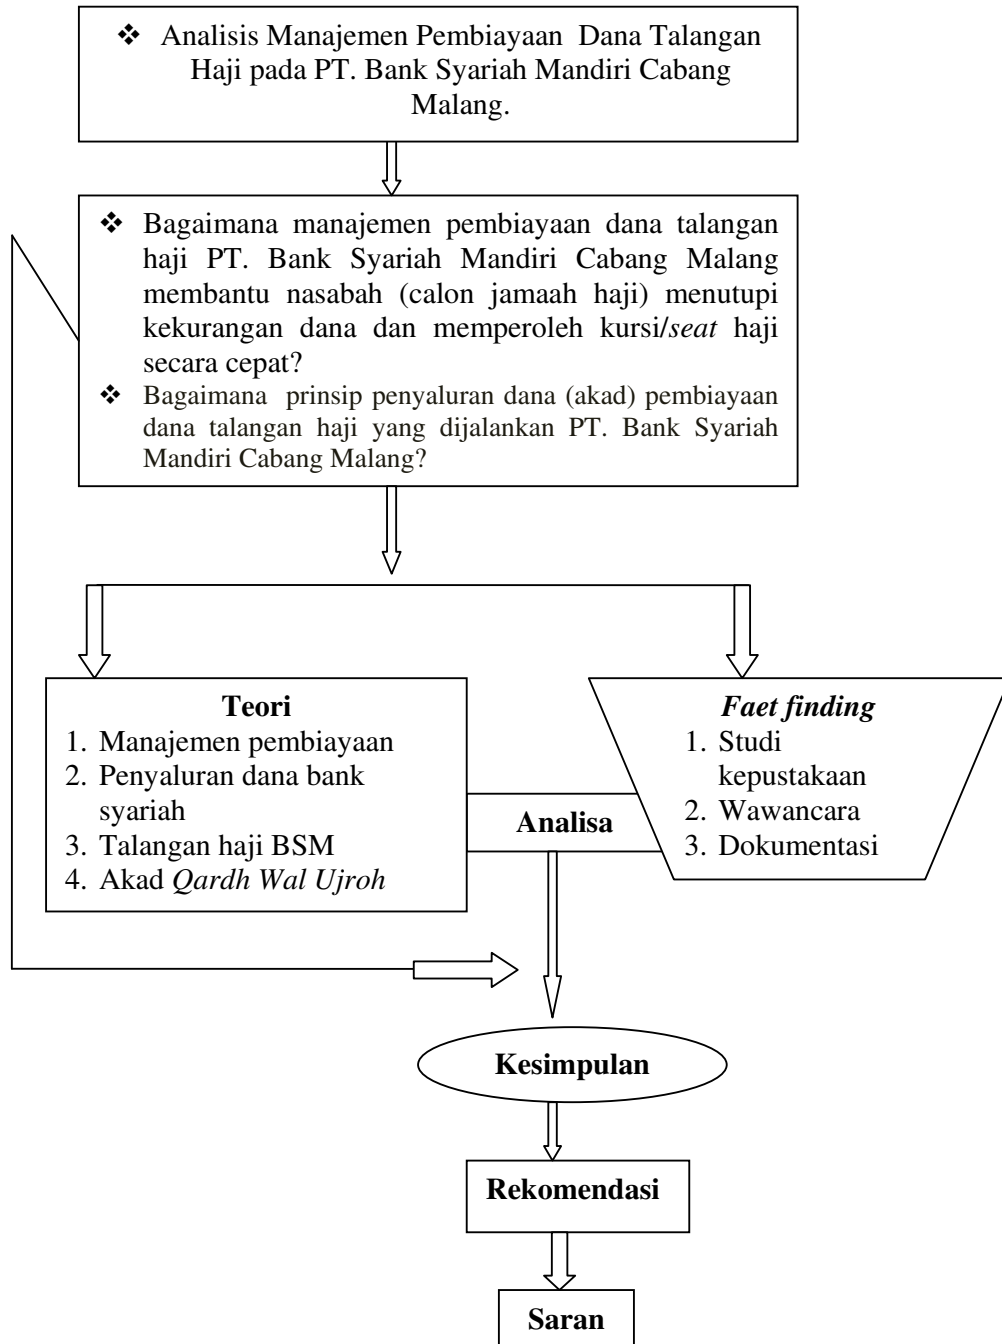 ❖ Analisis Manajemen Pembiayaan Dana Talangan
Haji pada PT. Bank Syariah Mandiri Cabang
Malang.
❖ Bagaimana manajemen pembiayaan dana talangan
haji PT. Bank Syariah Mandiri Cabang Malang
membantu nasabah (calon jamaah haji) menutupi
kekurangan dana dan memperoleh kursi/seat haji
secara cepat?
❖ Bagaimana prinsip penyaluran dana (akad) pembiayaan
dana talangan haji yang dijalankan PT. Bank Syariah
Mandiri Cabang Malang?
Teori
1. Manajemen pembiayaan
2. Penyaluran dana bank
syariah
3. Talangan haji BSM
4. Akad Qardh Wal Ujroh
Analisa
Faet finding
1. Studi
kepustakaan
2. Wawancara
3. Dokumentasi
Kesimpulan
Rekomendasi
Saran